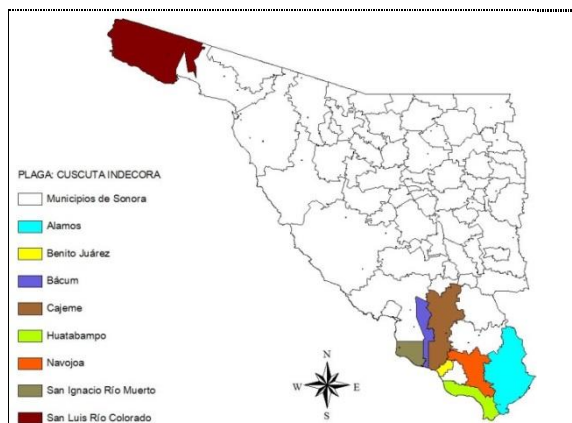 PLAGA: CUSCUTA INDECORA
Municipios de Sonora
Alamos
Benito Juárez
Bácum
Cajeme
Huatabampo
Navojoa
San Ignacio Río Muerto
San Luis Río Colorado
N
W E
S